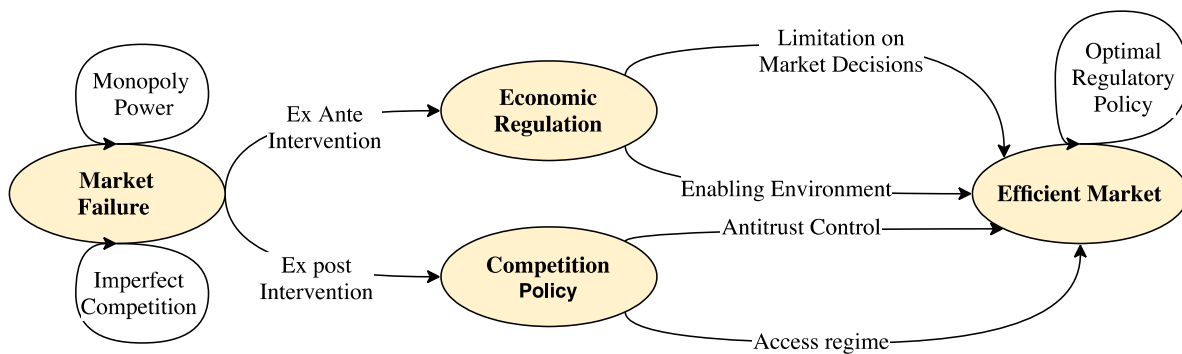 Monopoly
Power
Market
Failure
Imperfect
Competition
Ex Ante
Intervention
Ex post
Intervention
Economic
Regulation
Competition
Policy
Limitation on
Market Decisions
Enabling Environment
Antitrust Control
Access regime
Optimal
Regulatory
Policy
Efficient Market